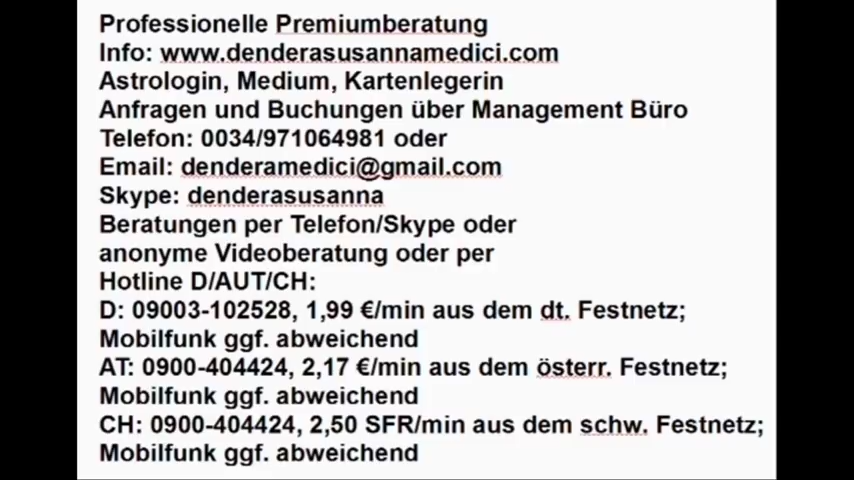 Professionelle Premiumberatung
Info: www.denderasusannamedici.com
Astrologin, Medium, Kartenlegerin
Anfragen und Buchungen über Management Büro
Telefon: 0034/971064981 oder
Email: denderamedici@gmail.com
Skype: denderasusanna
Beratungen per Telefon/Skype oder
anonyme Videoberatung oder per
Hotline D/AUT/CH:
D: 09003-102528, 1,99 €/min aus dem dt. Festnetz;
Mobilfunk ggf. abweichend
AT: 0900-404424, 2,17 €/min aus dem österr. Festnetz;
Mobilfunk ggf. abweichend
CH: 0900-404424, 2,50 SFR/min aus dem schw. Festnetz;
Mobilfunk ggf. abweichend